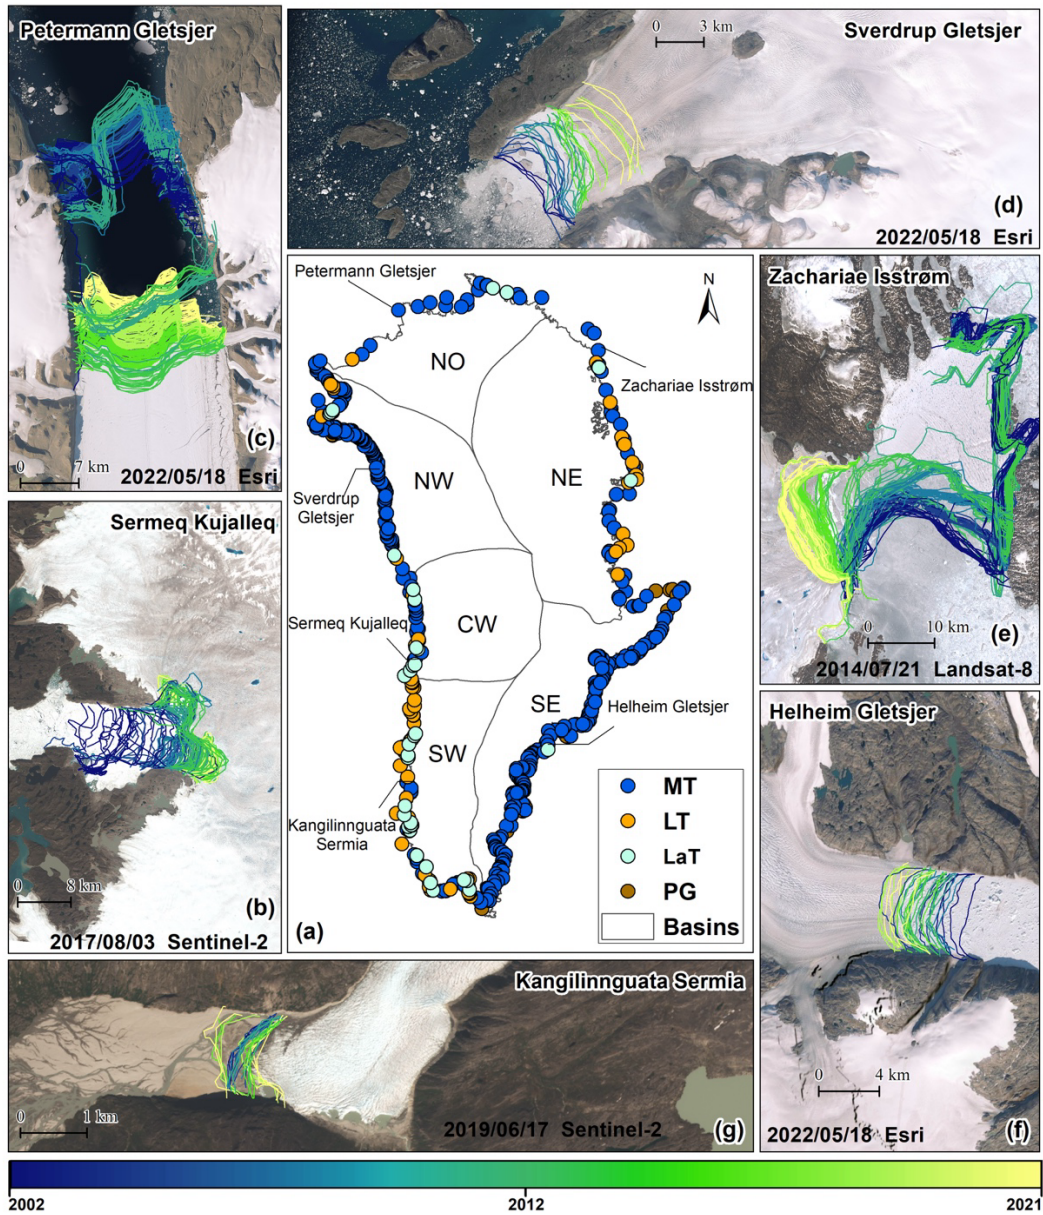 Petermann Gletsjer
(c)
0 7 km
2022/05/18 Esri
Sverdrup Gletsjer
0 3 km
(d)
2022/05/18 Esri
Sermeq Kujalleq
0 8 km
(b)
2017/08/03 Sentinel-2
Petermann Gletsjer
N
NO
Zachariae Isstrøm
NW
NE
Sverdrup
Gletsjer
Sermeq Kujalleq
CW
SE
Helheim Gletsjer
SW
Kangilinnguata
Sermia
MT
LT
LaT
PG
Basins
(a)
Zachariae Isstrøm
0 10 km
(e)
2014/07/21 Landsat-8
Helheim Gletsjer
0 4 km
(f)
2022/05/18 Esri
Kangilinnguata Sermia
0 1 km
2019/06/17 Sentinel-2
(g)
2002 2012 2021